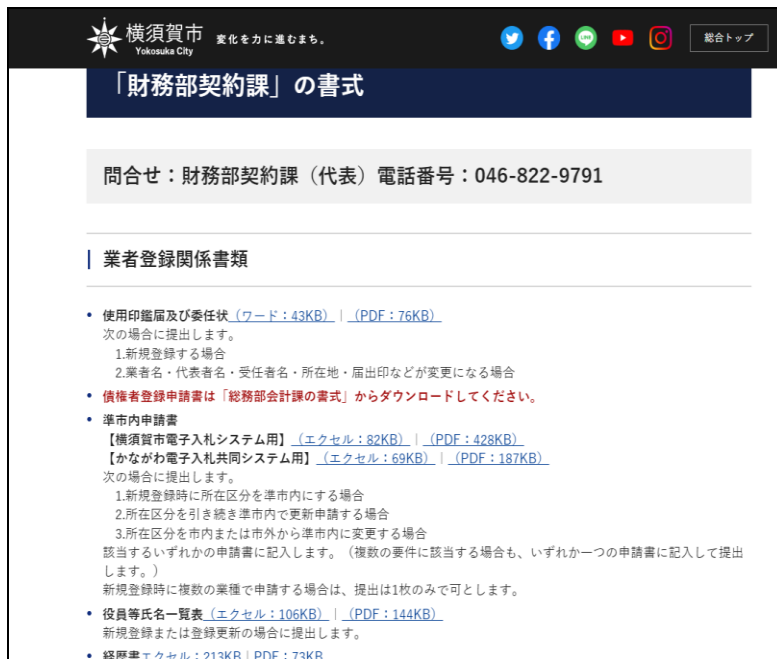 横須賀市
Yokosuka City
変化を力に進むまち。
総合トップ
「財務部契約課」の書式
問合せ：財務部契約課（代表）電話番号：046-822-9791
業者登録関係書類
• 使用印鑑届及び委任状（ワード：43KB）｜（PDF：76KB）
次の場合に提出します。
1.新規登録する場合
2.業者名・代表者名・受任者名・所在地・届出印などが変更になる場合
• 債権者登録申請書は「総務部会計課の書式」からダウンロードしてください。
• 準市内申請書
【横須賀市電子入札システム用】（エクセル：82KB）｜（PDF：428KB）
【かながわ電子入札共同システム用】（エクセル：69KB）｜（PDF：187KB）
次の場合に提出します。
1.新規登録時に所在区分を準市内にする場合
2.所在区分を引き続き準市内で更新申請する場合
3.所在区分を市内または市外から準市内に変更する場合
該当するいずれかの申請書に記入します。（複数の要件に該当する場合も、いずれか一つの申請書に記入して提出
します。）
新規登録時に複数の業種で申請する場合は、提出は1枚のみで可とします。
• 役員等氏名一覧表（エクセル：106KB）｜（PDF：144KB）
新規登録または登録更新の場合に提出します。
• 経歴書エクセル：213KB｜PDF：73KB